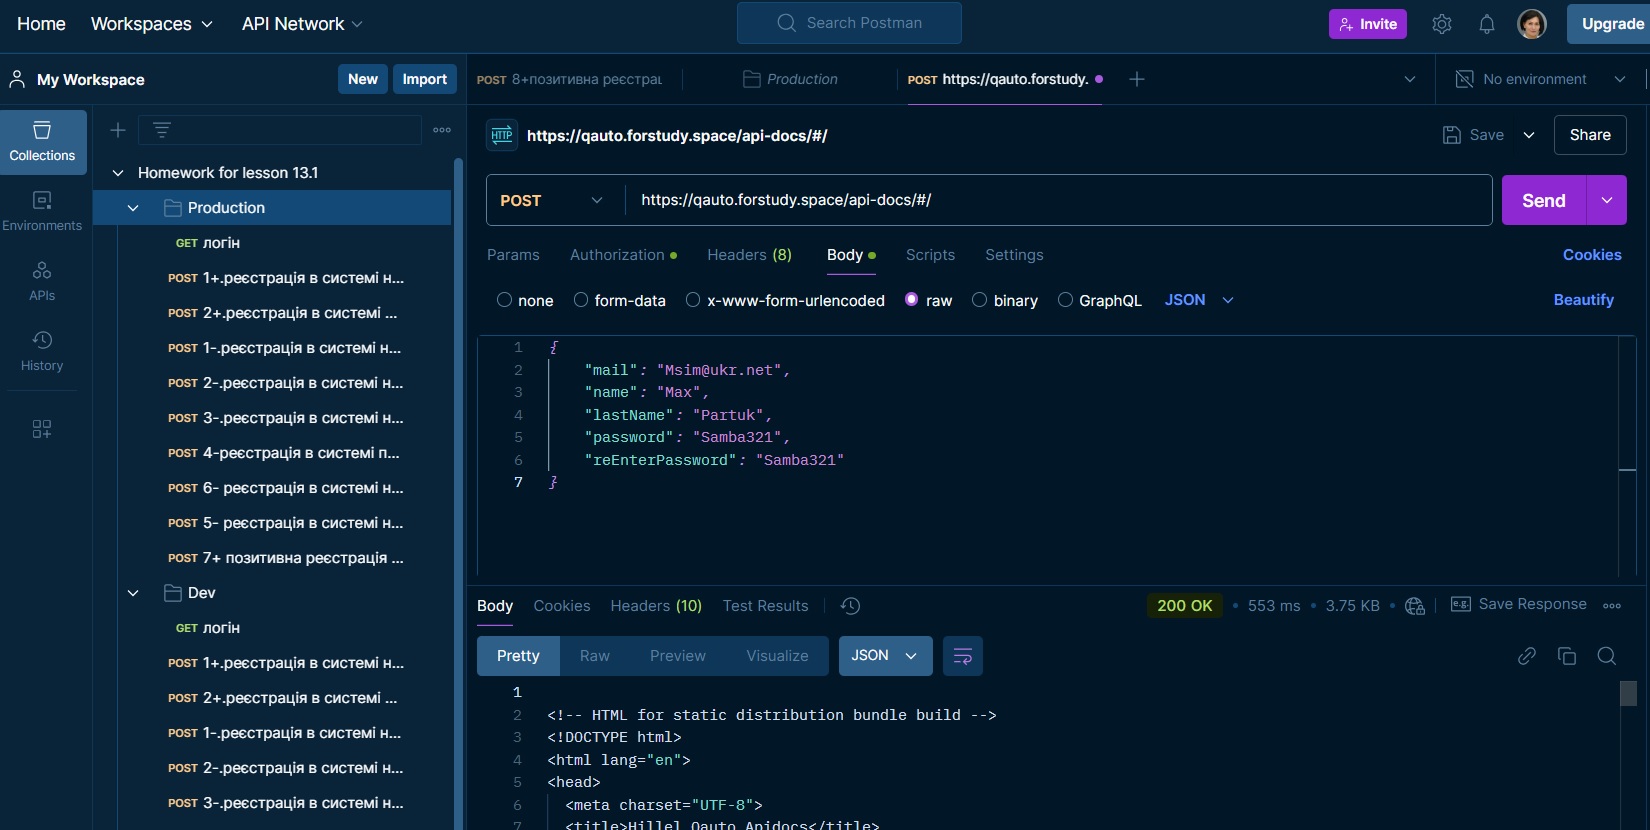 Home Workspaces API Network Search Postman Invite Upgrade
My Workspace New Import POST 8+позитивна реєстраL Production POST https://qauto.forstudy. No environment
Collections
Environments
APIs
History
Homework for lesson 13.1
Production
GET логін
POST 1+.реєстрація в системі н...
POST 2+.реєстрація в системі ...
POST 1-.реєстрація в системі н...
POST 2-.реєстрація в системі н...
POST 3-.реєстрація в системі н...
POST 4-реєстрація в системі п...
POST 6- реєстрація в системі н...
POST 5- реєстрація в системі н...
POST 7+ позитивна реєстрація ...
Dev
GET логін
POST 1+.реєстрація в системі н...
POST 2+.реєстрація в системі ...
POST 1-.реєстрація в системі н...
POST 2-.реєстрація в системі н...
POST 3-.реєстрація в системі н...
HTTP https://qauto.forstudy.space/api-docs/#/ Save Share
POST https://qauto.forstudy.space/api-docs/#/ Send
Params Authorization Headers (8) Body Scripts Settings Cookies
none form-data x-www-form-urlencoded raw binary GraphQL JSON Beautify
1 {
2 "mail": "Msim@ukr.net",
3 "name": "Max",
4 "lastName": "Partuk",
5 "password": "Samba321",
6 "reEnterPassword": "Samba321"
7 }
Body Cookies Headers (10) Test Results 200 OK • 553 ms • 3.75 KB • e.g. Save Response
Pretty Raw Preview Visualize JSON
1
2 <!-- HTML for static distribution bundle build -->
3 <!DOCTYPE html>
4 <html lang="en">
5 <head>
6 <meta charset="UTF-8">
7 <title>Hillel Qauto Apidocs</title>